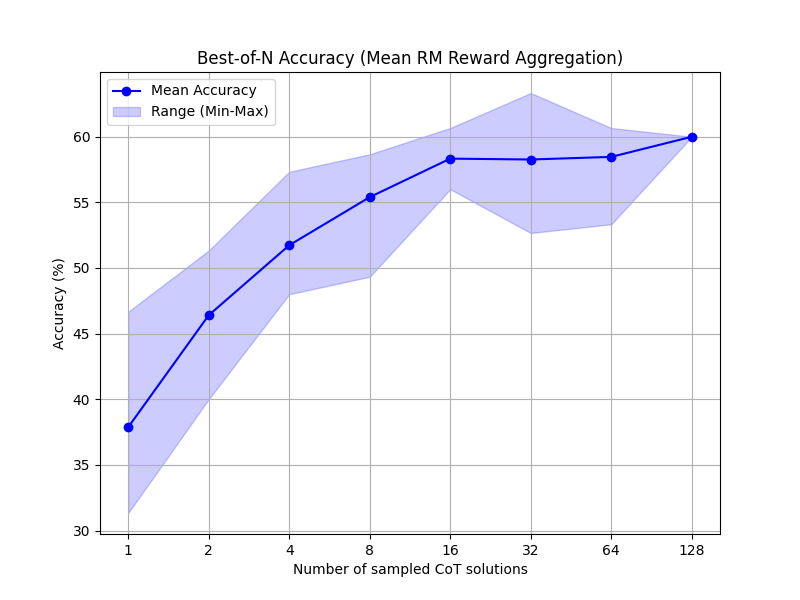 Best-of-N Accuracy (Mean RM Reward Aggregation)
Mean Accuracy
Range (Min-Max)
Accuracy (%)
60
55
50
45
40
35
30
1 2 4 8 16 32 64 128
Number of sampled CoT solutions